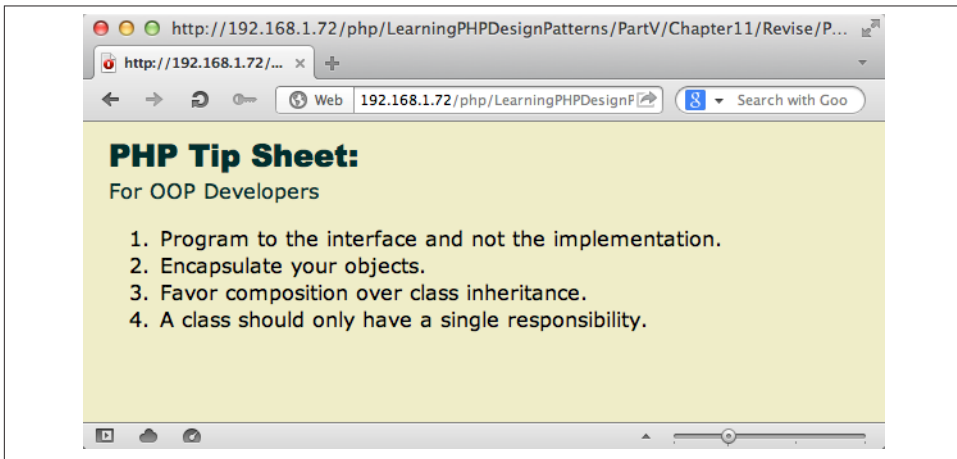 http://192.168.1.72/php/LearningPHPDesignPatterns/PartV/Chapter11/Revise/P...
http://192.168.1.72/...
Web 192.168.1.72/php/LearningPHPDesignP
8 Search with Goo
PHP Tip Sheet:
For OOP Developers
1. Program to the interface and not the implementation.
2. Encapsulate your objects.
3. Favor composition over class inheritance.
4. A class should only have a single responsibility.